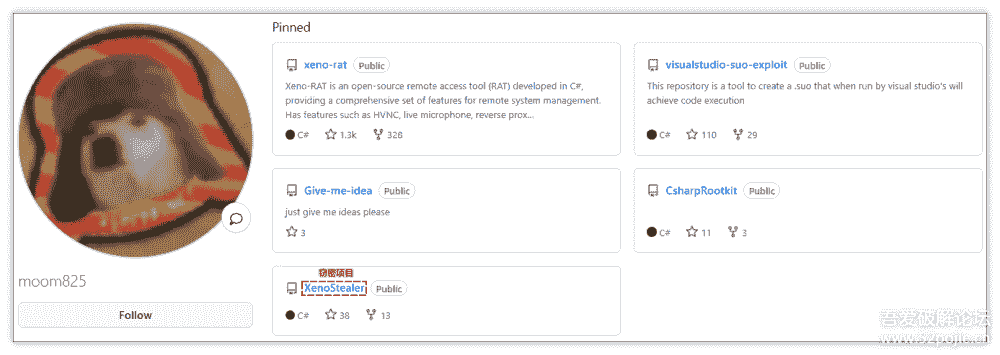 Pinned
xeno-rat Public
Xeno-RAT is an open-source remote access tool (RAT) developed in C#,
providing a comprehensive set of features for remote system management.
Has features such as HVNC, live microphone, reverse prox...
C# 1.3k 328
visualstudio-suo-exploit Public
This repository is a tool to create a .suo that when run by visual studio's will
achieve code execution
C# 110 29
Give-me-idea Public
just give me ideas please
3
CsharpRootkit Public
C# 11 3
窃密项目
XenoStealer Public
C# 38 13
moom825
Follow
吾爱破解论坛
www.52pojie.cn